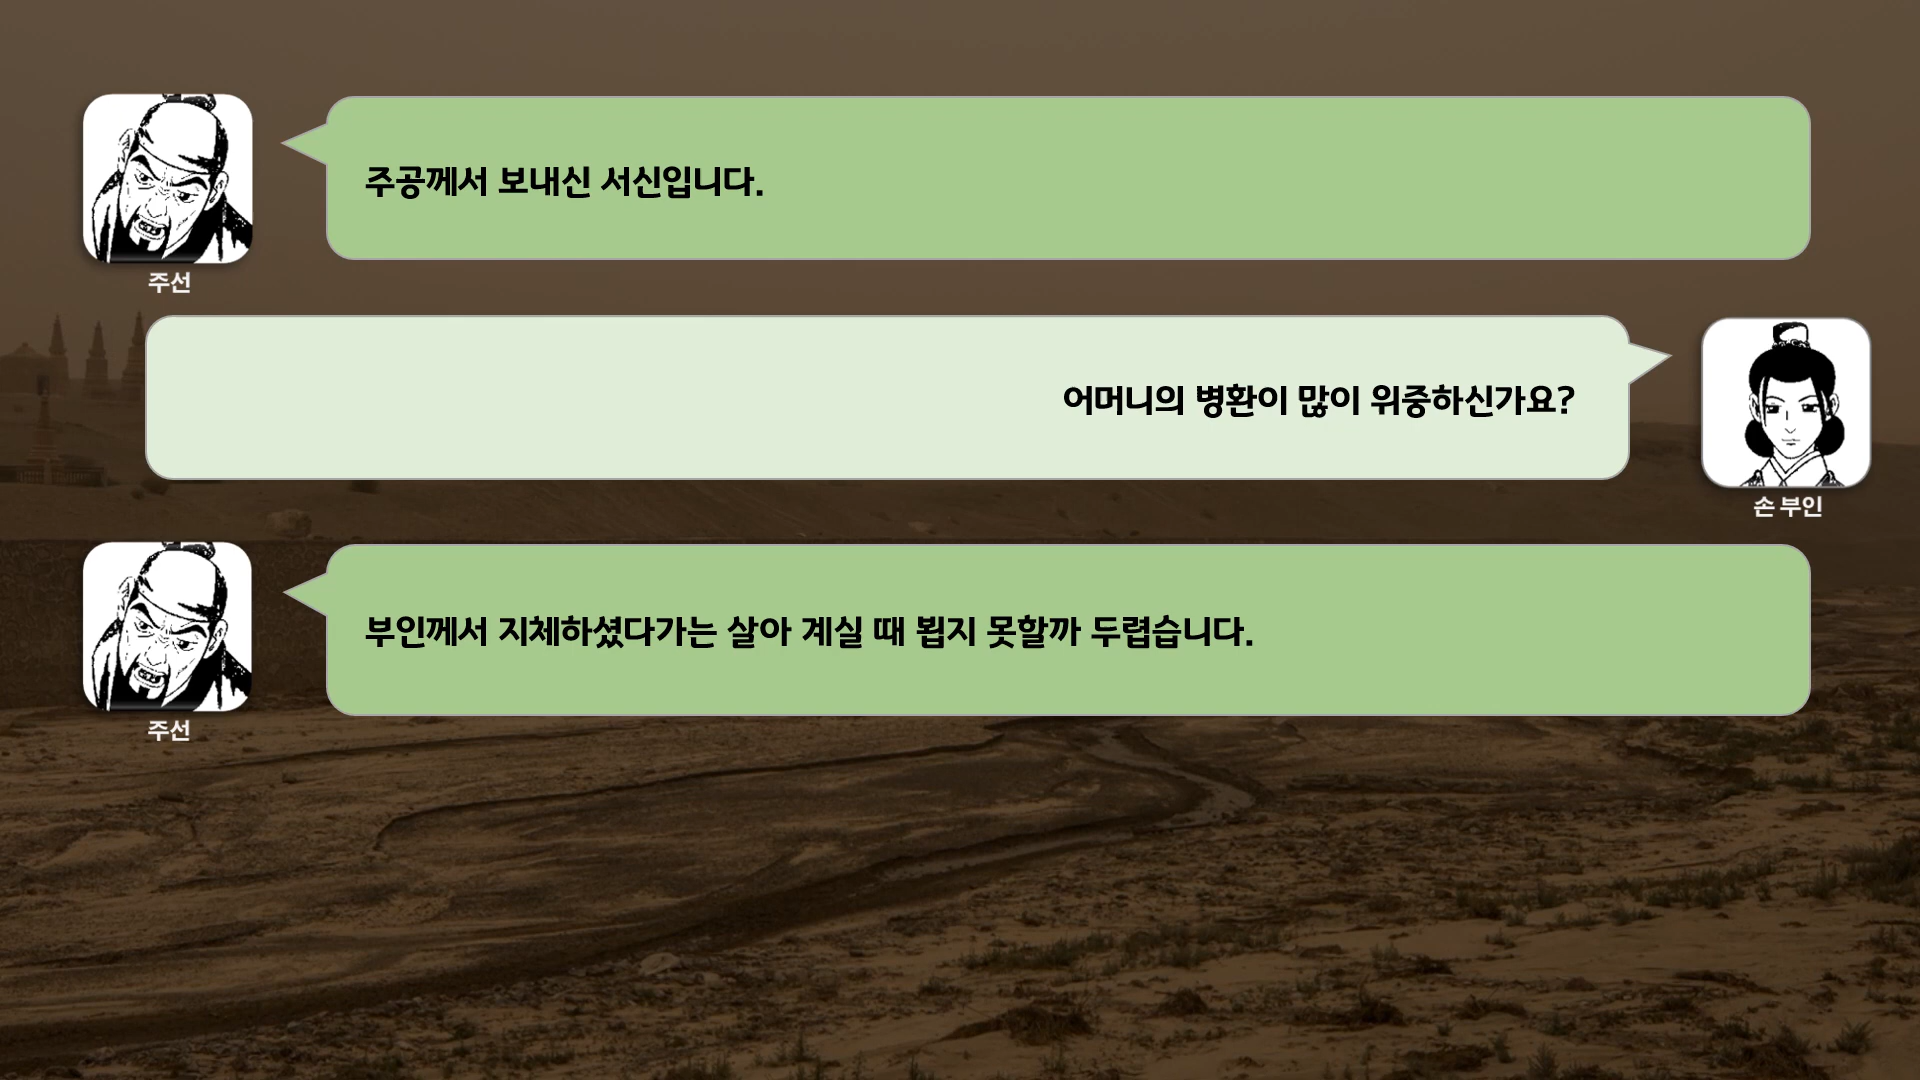 주공께서 보내신 서신입니다.
주선
어머니의 병환이 많이 위중하신가요?
손 부인
부인께서 지체하셨다가는 살아 계실 때 뵙지 못할까 두렵습니다.
주선